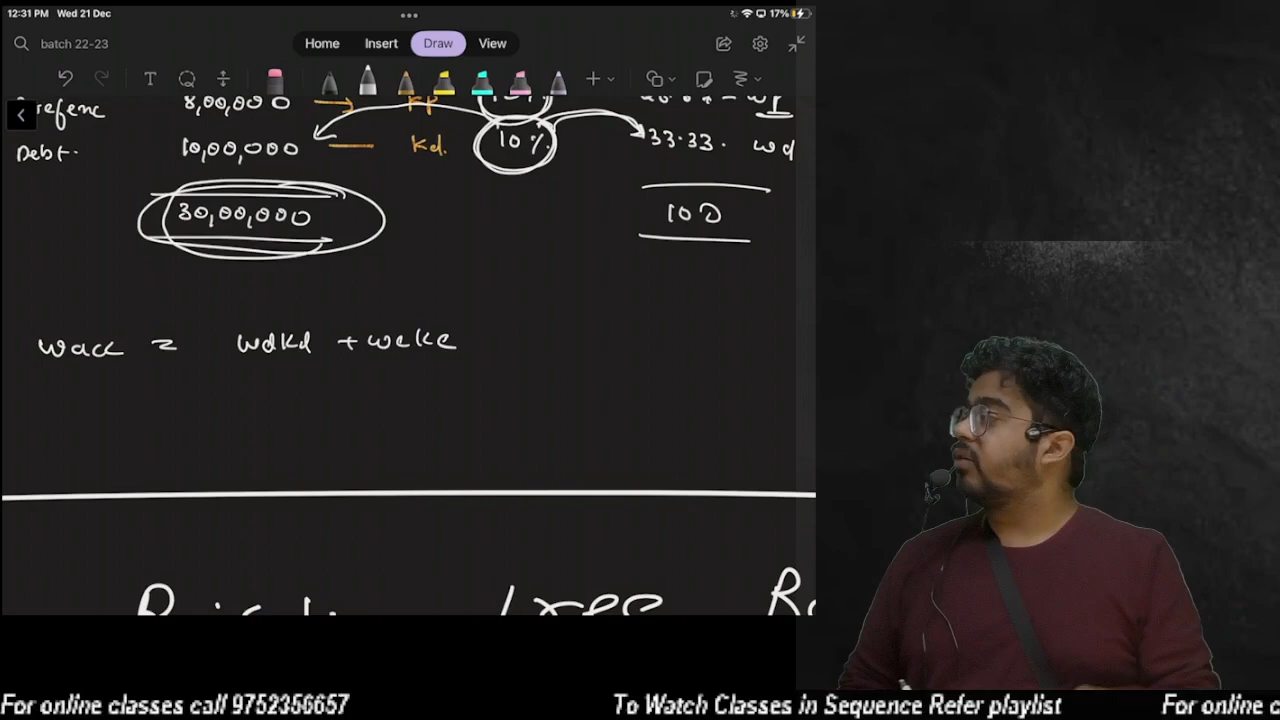 12:31 PM Wed 21 Dec 17%
batch 22-23 Home Insert Draw View
8,00,000 kp
Debt. 10,00,000 kd. 10% 33.33. wd
30,00,000 100
wacc = wdkd + weke
For online classes call 9752356657 To Watch Classes in Sequence Refer playlist For online